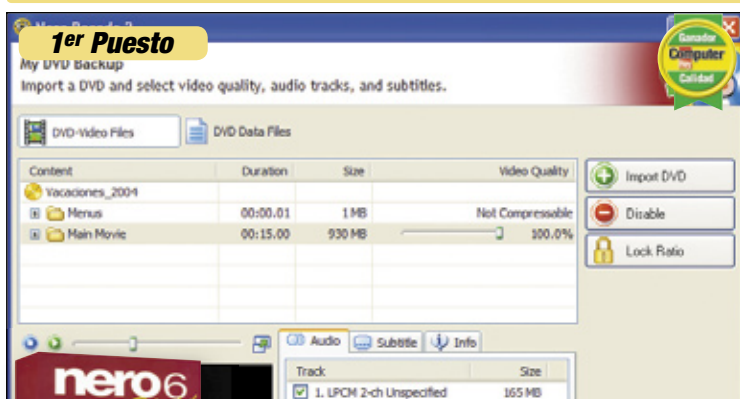 1er Puesto
My DVD Backup
Import a DVD and select video quality, audio tracks, and subtitles.
Ganador
Computer
Calidad
DVD-Video Files
DVD Data Files
Content Duration Size Video Quality
Vacaciones_2004
Menus 00:00.01 1 MB Not Compressable
Main Movie 00:15.00 930 MB 100.0%
Import DVD
Disable
Lock Ratio
Audio Subtitle Info
Track Size
1. LPCM 2-ch Unspecified 165 MB
nero 6